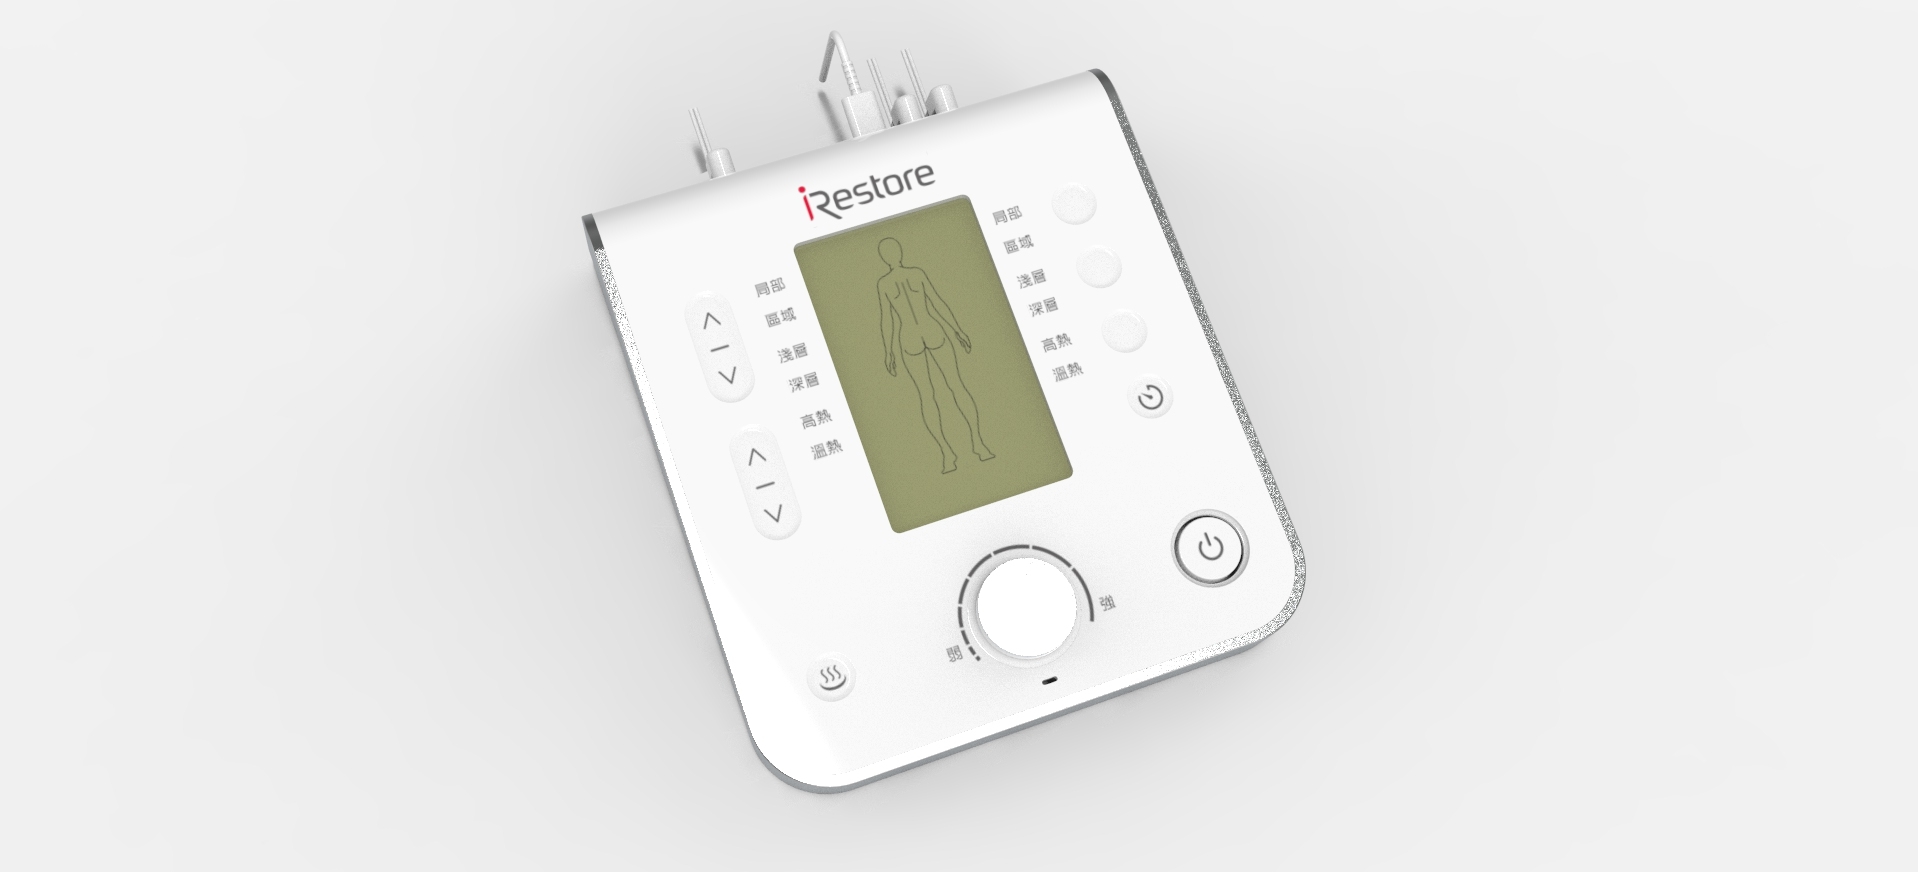 iRestore
局部
區域
淺層
深層
高熱
溫熱
局部
區域
淺層
深層
高熱
溫熱
弱
強